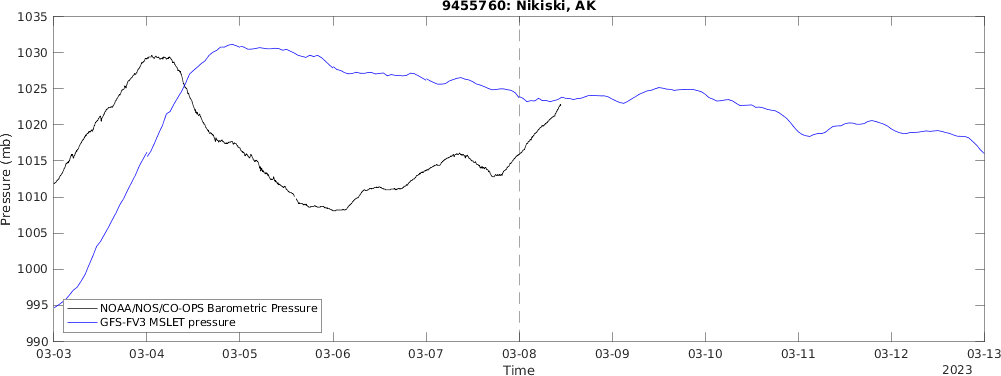 9455760: Nikiski, AK
1035
1030
1025
1020
1015
1010
1005
1000
995
990
Pressure (mb)
NOAA/NOS/CO-OPS Barometric Pressure
GFS-FV3 MSLET pressure
03-03 03-04 03-05 03-06 03-07 03-08 03-09 03-10 03-11 03-12 03-13
Time
2023